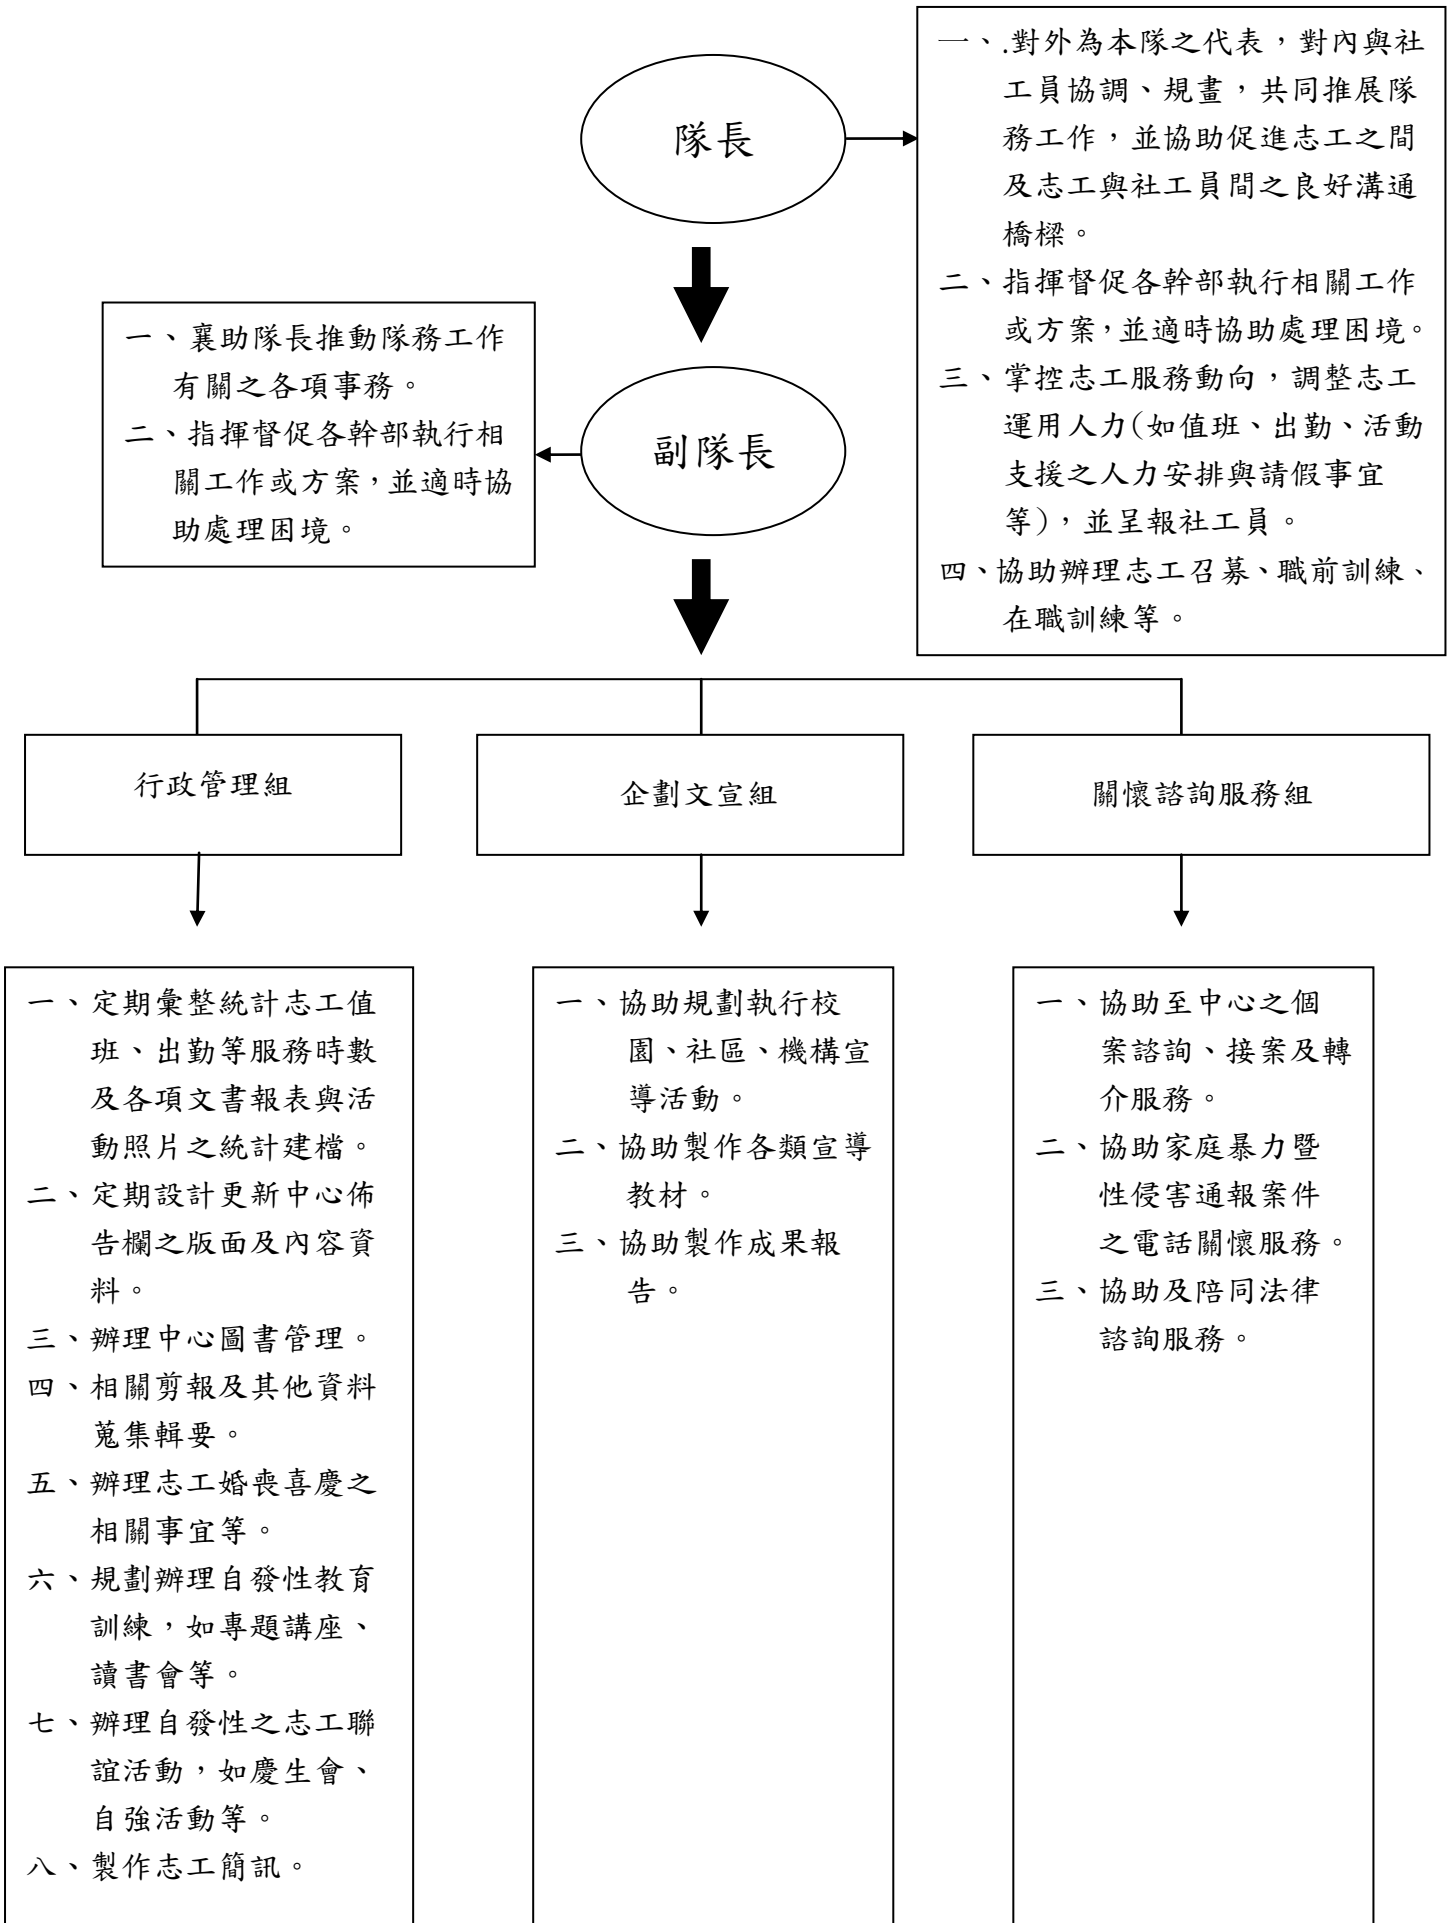 隊長
一、.對外為本隊之代表，對內與社
工員協調、規畫，共同推展隊
務工作，並協助促進志工之間
及志工與社工員間之良好溝通
橋樑。
二、指揮督促各幹部執行相關工作
或方案，並適時協助處理困境。
三、掌控志工服務動向，調整志工
運用人力(如值班、出勤、活動
支援之人力安排與請假事宜
等)，並呈報社工員。
四、協助辦理志工召募、職前訓練、
在職訓練等。
副隊長
一、襄助隊長推動隊務工作
有關之各項事務。
二、指揮督促各幹部執行相
關工作或方案，並適時協
助處理困境。
行政管理組
企劃文宣組
關懷諮詢服務組
一、定期彙整統計志工值
班、出勤等服務時數
及各項文書報表與活
動照片之統計建檔。
二、定期設計更新中心佈
告欄之版面及內容資
料。
三、辦理中心圖書管理。
四、相關剪報及其他資料
蒐集輯要。
五、辦理志工婚喪喜慶之
相關事宜等。
六、規劃辦理自發性教育
訓練，如專題講座、
讀書會等。
七、辦理自發性之志工聯
誼活動，如慶生會、
自強活動等。
八、製作志工簡訊。
一、協助規劃執行校
園、社區、機構宣
導活動。
二、協助製作各類宣導
教材。
三、協助製作成果報
告。
一、協助至中心之個
案諮詢、接案及轉
介服務。
二、協助家庭暴力暨
性侵害通報案件
之電話關懷服務。
三、協助及陪同法律
諮詢服務。